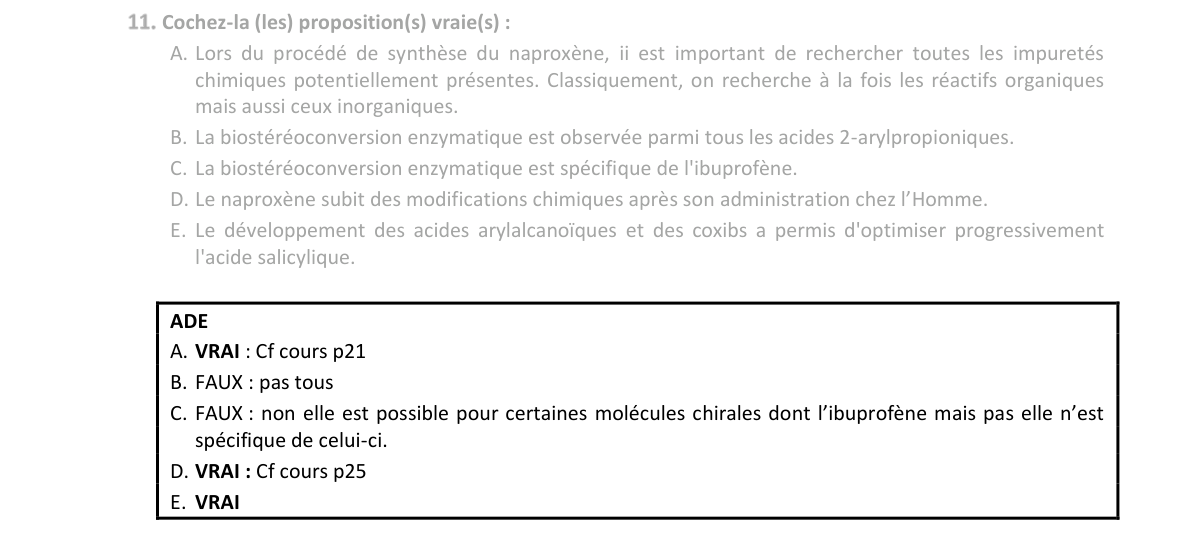 11. Cochez-la (les) proposition(s) vraie(s) :
A. Lors du procédé de synthèse du naproxène, ii est important de rechercher toutes les impuretés
chimiques potentiellement présentes. Classiquement, on recherche à la fois les réactifs organiques
mais aussi ceux inorganiques.
B. La biostéréoconversion enzymatique est observée parmi tous les acides 2-arylpropioniques.
C. La biostéréoconversion enzymatique est spécifique de l'ibuprofène.
D. Le naproxène subit des modifications chimiques après son administration chez l’Homme.
E. Le développement des acides arylalcanoïques et des coxibs a permis d'optimiser progressivement
l'acide salicylique.
ADE
A. VRAI : Cf cours p21
B. FAUX : pas tous
C. FAUX : non elle est possible pour certaines molécules chirales dont l’ibuprofène mais pas elle n’est
spécifique de celui-ci.
D. VRAI : Cf cours p25
E. VRAI